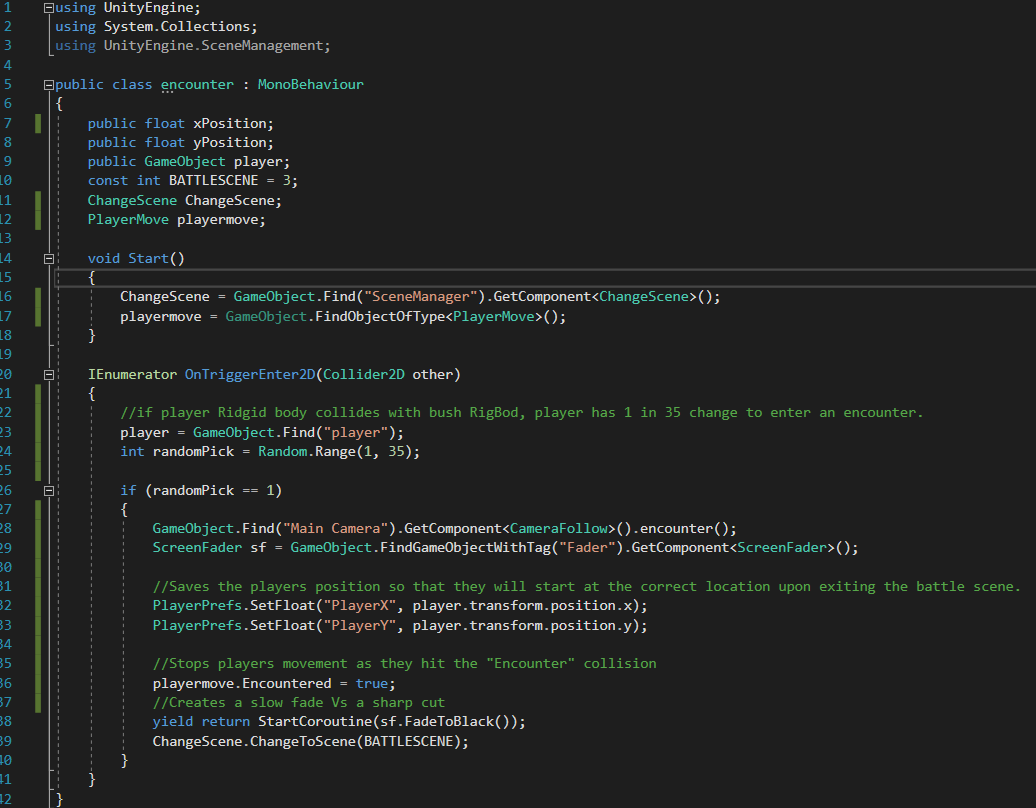 1 using UnityEngine;
2 using System.Collections;
3 using UnityEngine.SceneManagement;
4
5 public class encounter : MonoBehaviour
6 {
7 public float xPosition;
8 public float yPosition;
9 public GameObject player;
10 const int BATTLESCENE = 3;
11 ChangeScene ChangeScene;
12 PlayerMove playermove;
13
14 void Start()
15 {
16 ChangeScene = GameObject.Find("SceneManager").GetComponent<ChangeScene>();
17 playermove = GameObject.FindObjectOfType<PlayerMove>();
18 }
19
20 IEnumerator OnTriggerEnter2D(Collider2D other)
21 {
22 //if player Ridgid body collides with bush RigBod, player has 1 in 35 change to enter an encounter.
23 player = GameObject.Find("player");
24 int randomPick = Random.Range(1, 35);
25
26 if (randomPick == 1)
27 {
28 GameObject.Find("Main Camera").GetComponent<CameraFollow>().encounter();
29 ScreenFader sf = GameObject.FindGameObjectWithTag("Fader").GetComponent<ScreenFader>();
30
31 //Saves the players position so that they will start at the correct location upon exiting the battle scene.
32 PlayerPrefs.SetFloat("PlayerX", player.transform.position.x);
33 PlayerPrefs.SetFloat("PlayerY", player.transform.position.y);
34
35 //Stops players movement as they hit the "Encounter" collision
36 playermove.Encountered = true;
37 //Creates a slow fade Vs a sharp cut
38 yield return StartCoroutine(sf.FadeToBlack());
39 ChangeScene.ChangeToScene(BATTLESCENE);
40 }
41 }
42 }